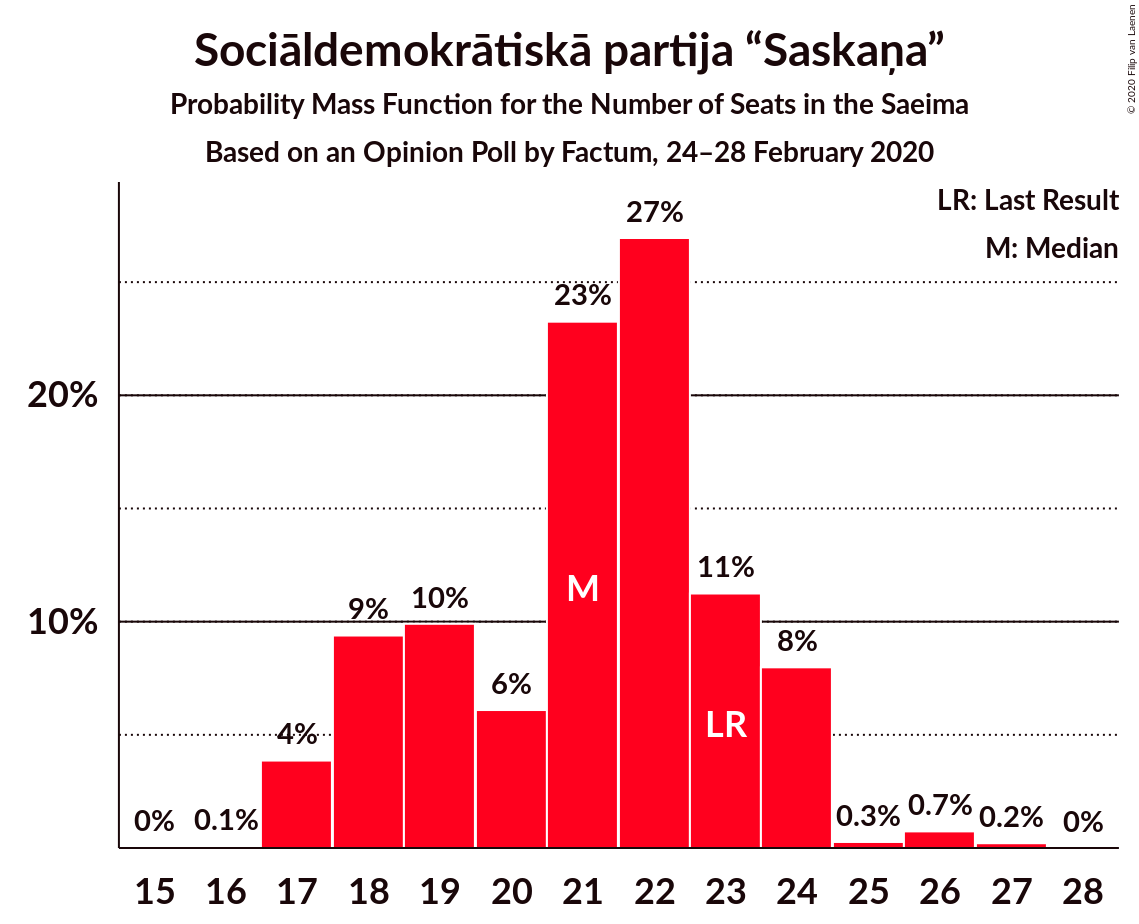 Sociāldemokrātiskā partija “Saskaņa”
Probability Mass Function for the Number of Seats in the Saeima
Based on an Opinion Poll by Factum, 24–28 February 2020
© 2020 Filip van Laenen
LR: Last Result
M: Median
27%
23%
20%
11%
10%
9%
10%
8%
6%
4%
M
LR
0%
0.1%
0.3%
0.7%
0.2%
0%
15 16 17 18 19 20 21 22 23 24 25 26 27 28